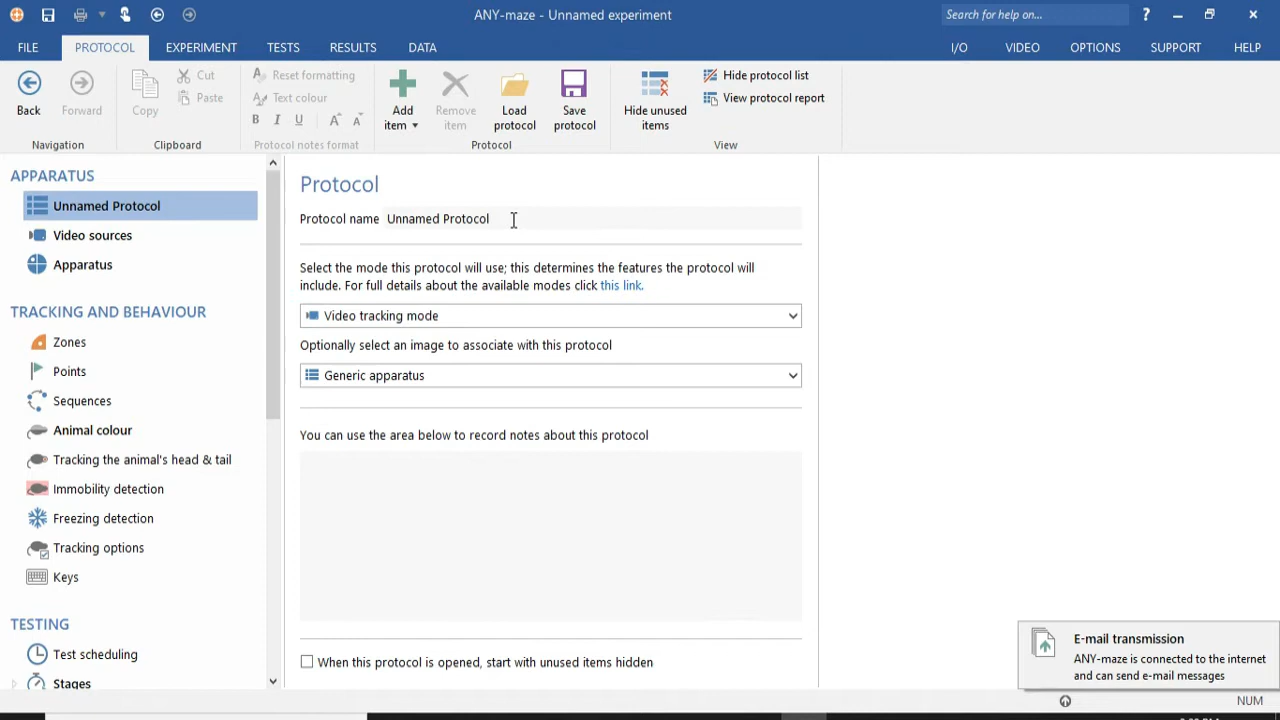 ANY-maze - Unnamed experiment
Search for help on...
?
FILE PROTOCOL EXPERIMENT TESTS RESULTS DATA I/O VIDEO OPTIONS SUPPORT HELP
Back
Forward
Navigation
Copy
Cut
Paste
Clipboard
Reset formatting
Text colour
B I U A A
Protocol notes format
Add item
Remove item
Load protocol
Save protocol
Protocol
Hide unused items
Hide protocol list
View protocol report
View
APPARATUS
Unnamed Protocol
Video sources
Apparatus
TRACKING AND BEHAVIOUR
Zones
Points
Sequences
Animal colour
Tracking the animal's head & tail
Immobility detection
Freezing detection
Tracking options
Keys
TESTING
Test scheduling
Stages
Protocol
Protocol name Unnamed Protocol
Select the mode this protocol will use; this determines the features the protocol will
include. For full details about the available modes click this link.
Video tracking mode
Optionally select an image to associate with this protocol
Generic apparatus
You can use the area below to record notes about this protocol
When this protocol is opened, start with unused items hidden
E-mail transmission
ANY-maze is connected to the internet
and can send e-mail messages
NUM